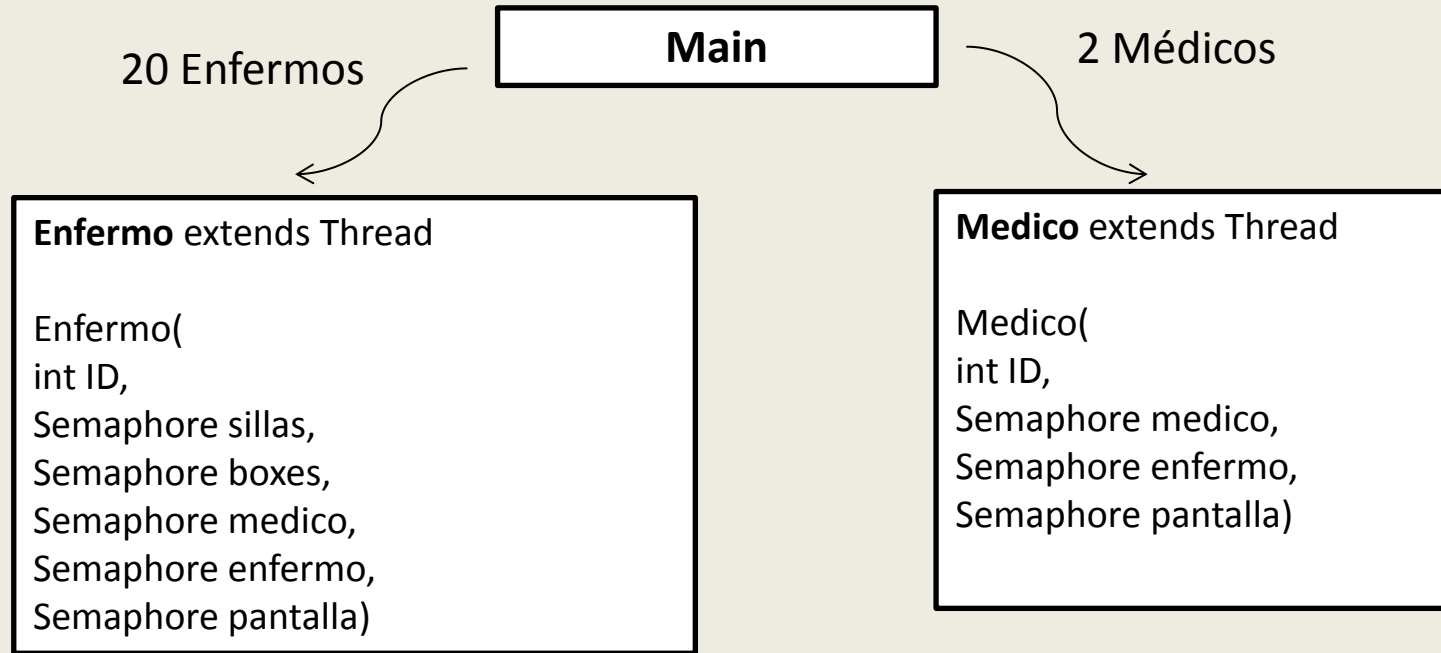 Main
20 Enfermos
2 Médicos
Enfermo extends Thread
Enfermo(
int ID,
Semaphore sillas,
Semaphore boxes,
Semaphore medico,
Semaphore enfermo,
Semaphore pantalla)
Medico extends Thread
Medico(
int ID,
Semaphore medico,
Semaphore enfermo,
Semaphore pantalla)